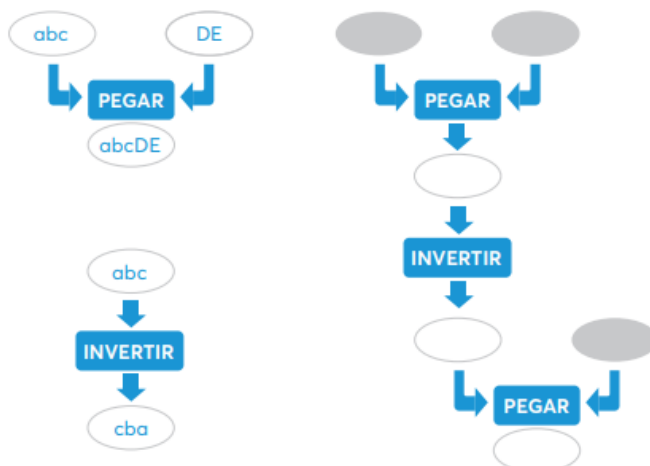 abc
DE
PEGAR
abcDE
abc
INVERTIR
cba
PEGAR
INVERTIR
PEGAR